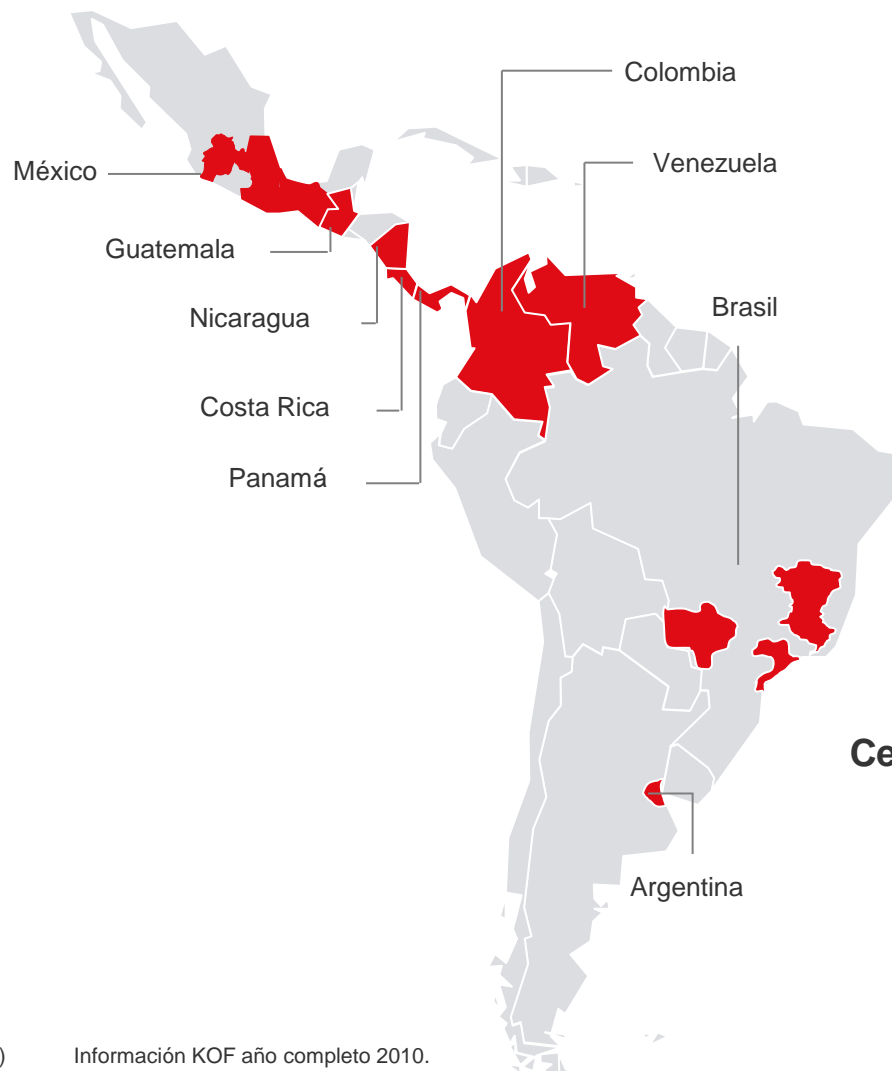 Colombia
Venezuela
México
Guatemala
Brasil
Nicaragua
Costa Rica
Panamá
Ce
Argentina
) Información KOF año completo 2010.